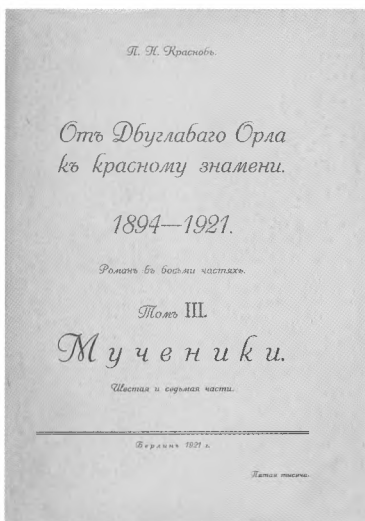 П. Н. Красновъ.
Отъ Двуглаваго Орла
къ красному знамени.
1894—1921.
Романъ въ восьми частяхъ.
Томъ III.
Мученики.
Шестая и седьмая части.
Берлинъ 1921 г.
Пятая тысяча.